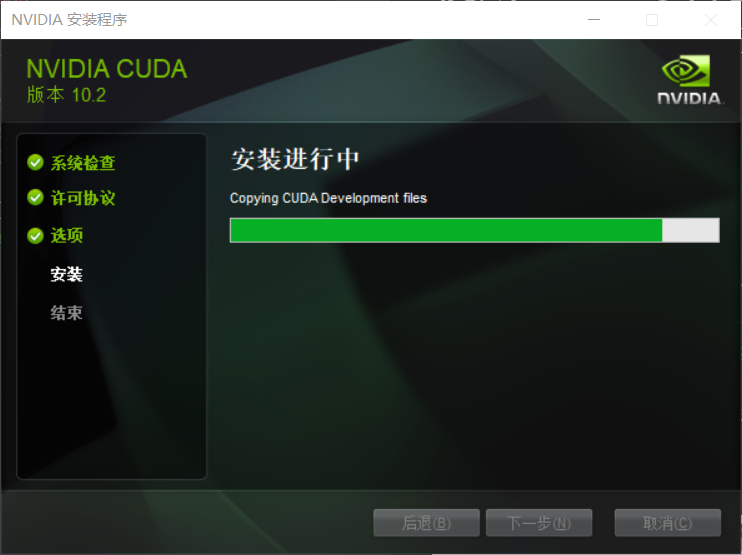 NVIDIA 安装程序
NVIDIA CUDA
版本 10.2
NVIDIA.
系统检查
许可协议
选项
安装
结束
安装进行中
Copying CUDA Development files
后退(B)
下一步(N)
取消(C)